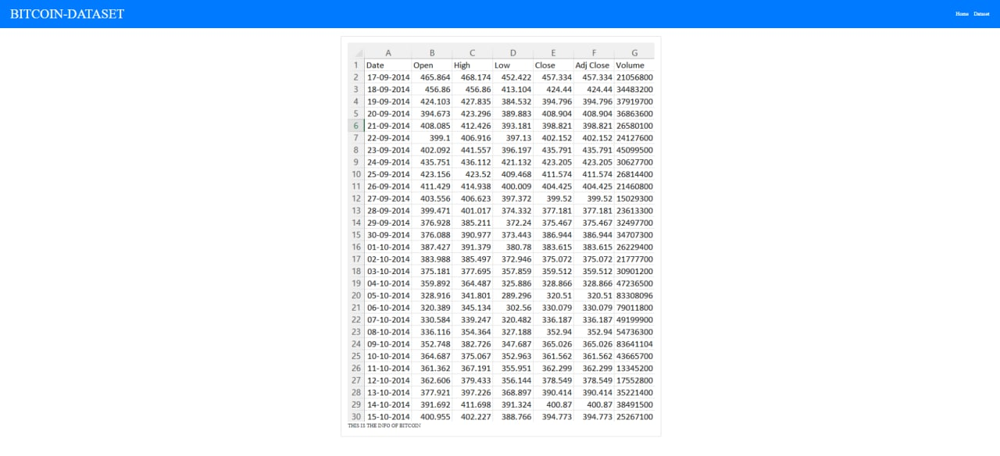 BITCOIN-DATASET
Home Dataset
A B C D E F G
1 Date Open High Low Close Adj Close Volume
2 17-09-2014 465.864 468.174 452.422 457.334 457.334 21056800
3 18-09-2014 456.86 456.86 413.104 424.44 424.44 34483200
4 19-09-2014 424.103 427.835 384.532 394.796 394.796 37919700
5 20-09-2014 394.673 423.296 389.883 408.904 408.904 36863600
6 21-09-2014 408.085 412.426 393.181 398.821 398.821 26580100
7 22-09-2014 399.1 406.916 397.13 402.152 402.152 24127600
8 23-09-2014 402.092 441.557 396.197 435.791 435.791 45099500
9 24-09-2014 435.751 436.112 421.132 423.205 423.205 30627700
10 25-09-2014 423.156 423.52 409.468 411.574 411.574 26814400
11 26-09-2014 411.429 414.938 400.009 404.425 404.425 21460800
12 27-09-2014 403.556 406.623 397.372 399.52 399.52 15029300
13 28-09-2014 399.471 401.017 374.332 377.181 377.181 23613300
14 29-09-2014 376.928 385.211 372.24 375.467 375.467 32497700
15 30-09-2014 376.088 390.977 373.443 386.944 386.944 34707300
16 01-10-2014 387.427 391.379 380.78 383.615 383.615 26229400
17 02-10-2014 383.988 385.497 372.946 375.072 375.072 21777700
18 03-10-2014 375.181 377.695 357.859 359.512 359.512 30901200
19 04-10-2014 359.892 364.487 325.886 328.866 328.866 47236500
20 05-10-2014 328.916 341.801 289.296 320.51 320.51 83308096
21 06-10-2014 320.389 345.134 302.56 330.079 330.079 79011800
22 07-10-2014 330.584 339.247 320.482 336.187 336.187 49199900
23 08-10-2014 336.116 354.364 327.188 352.94 352.94 54736300
24 09-10-2014 352.748 382.726 347.687 365.026 365.026 83641104
25 10-10-2014 364.687 375.067 352.963 361.562 361.562 43665700
26 11-10-2014 361.362 367.191 355.951 362.299 362.299 13345200
27 12-10-2014 362.606 379.433 356.144 378.549 378.549 17552800
28 13-10-2014 377.921 397.226 368.897 390.414 390.414 35221400
29 14-10-2014 391.692 411.698 391.324 400.87 400.87 38491500
30 15-10-2014 400.955 402.227 388.766 394.773 394.773 25267100
THIS IS THE INFO OF BITCOIN